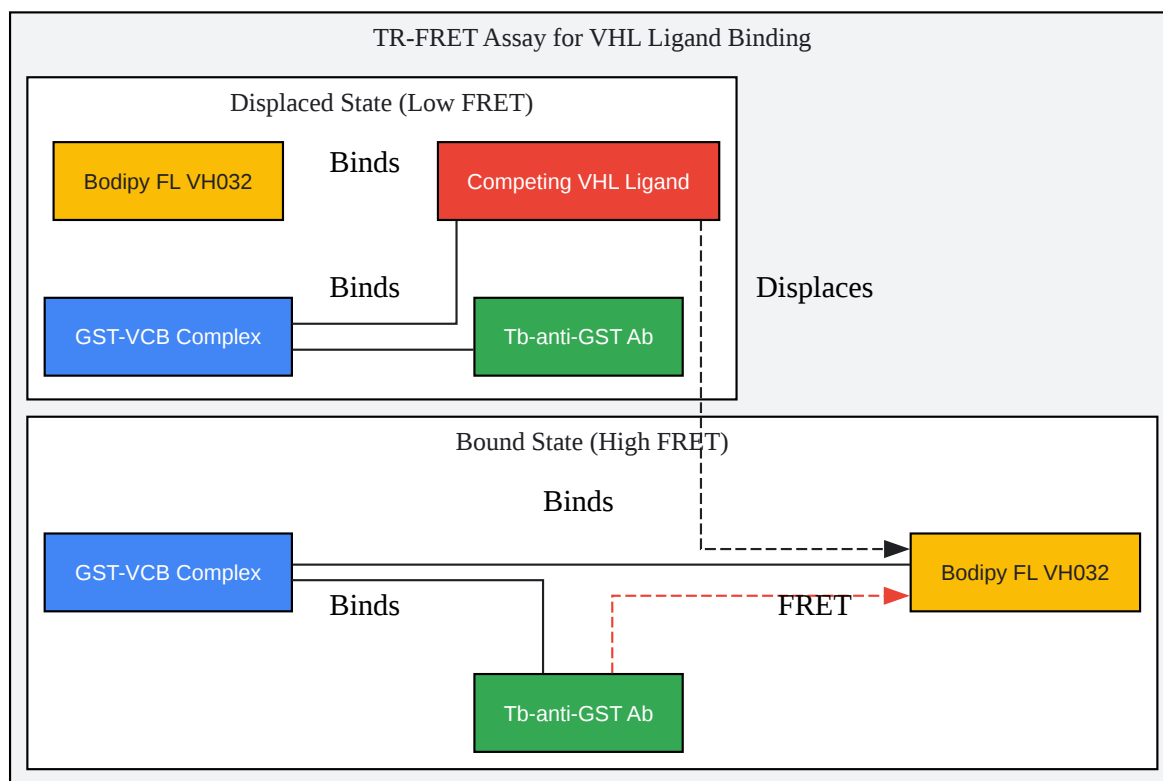 TR-FRET Assay for VHL Ligand Binding
Displaced State (Low FRET)
Bodipy FL VH032
Binds
Competing VHL Ligand
Binds
Displaces
GST-VCB Complex
Tb-anti-GST Ab
Bound State (High FRET)
Binds
GST-VCB Complex
Bodipy FL VH032
Binds
FRET
Tb-anti-GST Ab